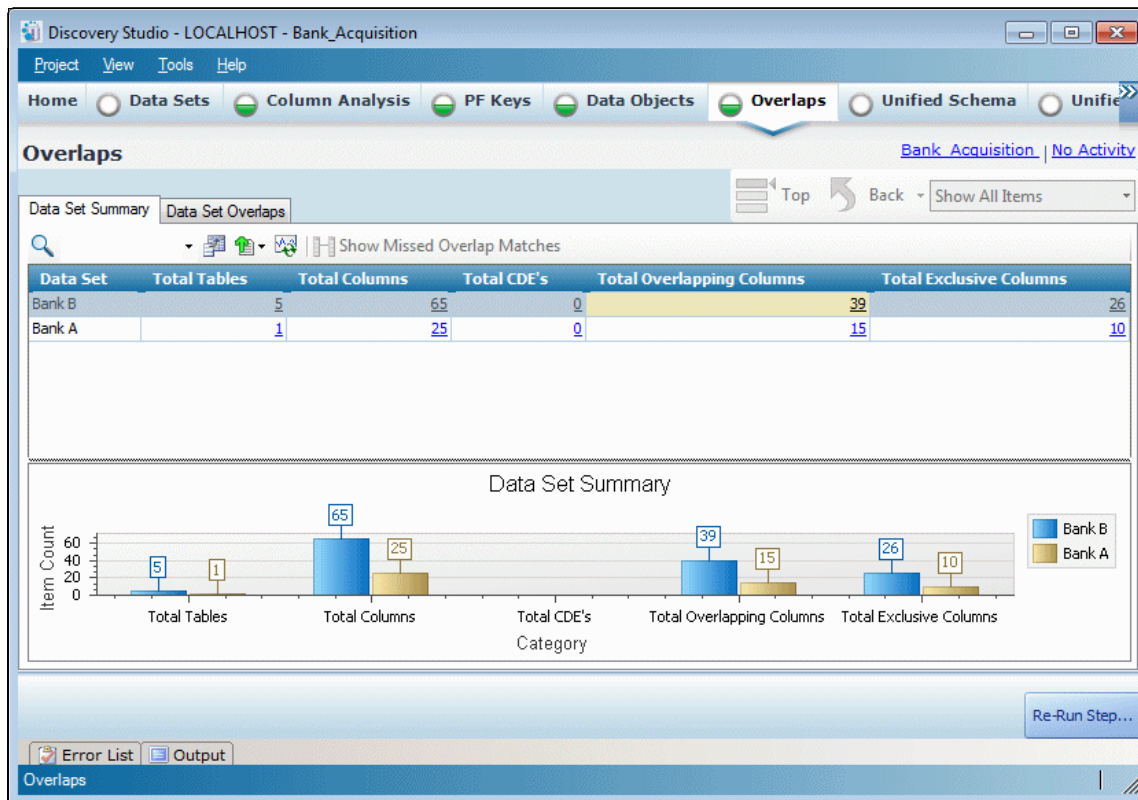 Discovery Studio - LOCALHOST - Bank_Acquisition
Project View Tools Help
Home Data Sets Column Analysis PF Keys Data Objects Overlaps Unified Schema Unifie
Overlaps
Bank_Acquisition | No Activity
Top Back Show All Items
Data Set Summary Data Set Overlaps
Show Missed Overlap Matches
Data Set Total Tables Total Columns Total CDE's Total Overlapping Columns Total Exclusive Columns
Bank B 5 65 0 39 26
Bank A 1 25 0 15 10
Data Set Summary
Item Count
60
40
20
0
5 1 65 25 39 15 26 10
Bank B
Bank A
Total Tables Total Columns Total CDE's Total Overlapping Columns Total Exclusive Columns
Category
Re-Run Step...
Error List Output
Overlaps